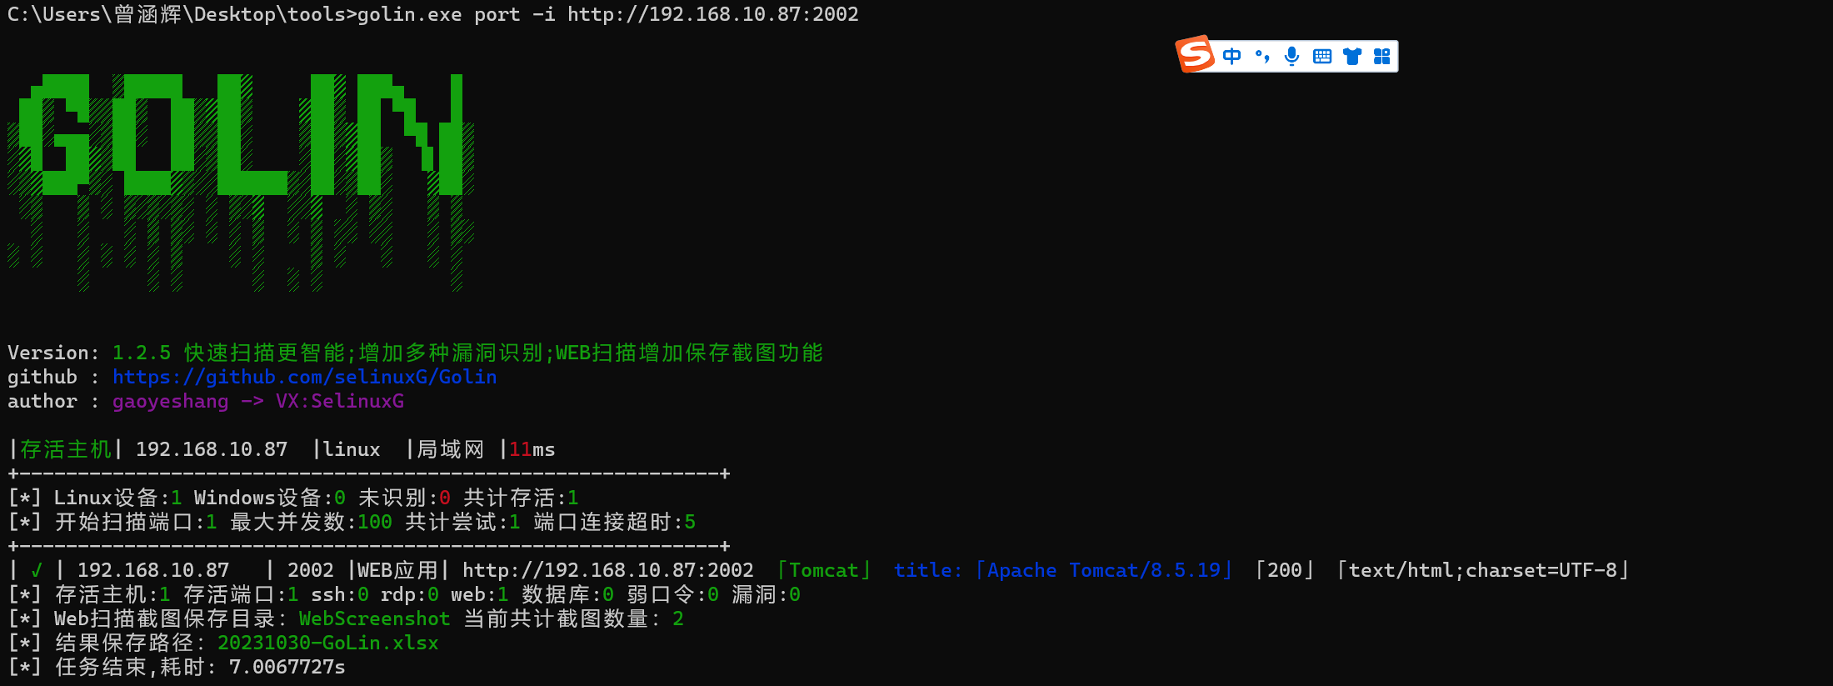 C:\Users\曾涵辉\Desktop\tools>golin.exe port -i http://192.168.10.87:2002
中
GOLIN
Version: 1.2.5 快速扫描更智能;增加多种漏洞识别;WEB扫描增加保存截图功能
github : https://github.com/selinuxG/Golin
author : gaoyeshang -> VX:SelinuxG
|存活主机| 192.168.10.87 |linux |局域网 |11ms
+------------------------------------------------------------+
[*] Linux设备:1 Windows设备:0 未识别:0 共计存活:1
[*] 开始扫描端口:1 最大并发数:100 共计尝试:1 端口连接超时:5
+------------------------------------------------------------+
| √ | 192.168.10.87 | 2002 |WEB应用| http://192.168.10.87:2002 「Tomcat」 title:「Apache Tomcat/8.5.19」 「200」 「text/html;charset=UTF-8」
[*] 存活主机:1 存活端口:1 ssh:0 rdp:0 web:1 数据库:0 弱口令:0 漏洞:0
[*] Web扫描截图保存目录: WebScreenshot 当前共计截图数量: 2
[*] 结果保存路径: 20231030-GoLin.xlsx
[*] 任务结束,耗时: 7.0067727s